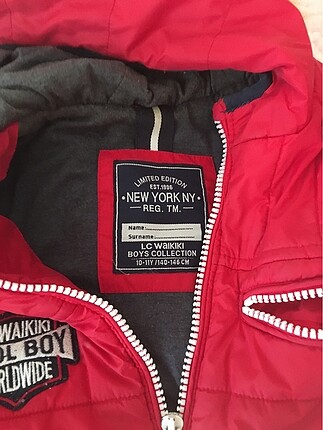 LIMITED EDITION
EST. 1996
• NEW YORK NY •
REG. TM.
Name:
Surname:
LC WAIKIKI
BOYS COLLECTION
10-11Y /140-146 CM
WAIKIKI
OL BOY
RLDWIDE